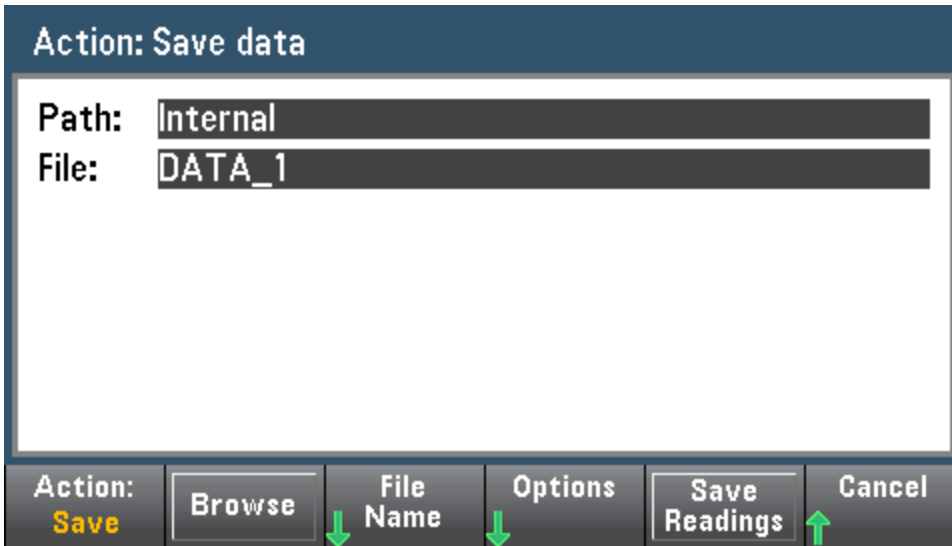 Action: Save data
Path: Internal
File: DATA_1
Action:
Save
Browse
File
Name
Options
Save
Readings
Cancel